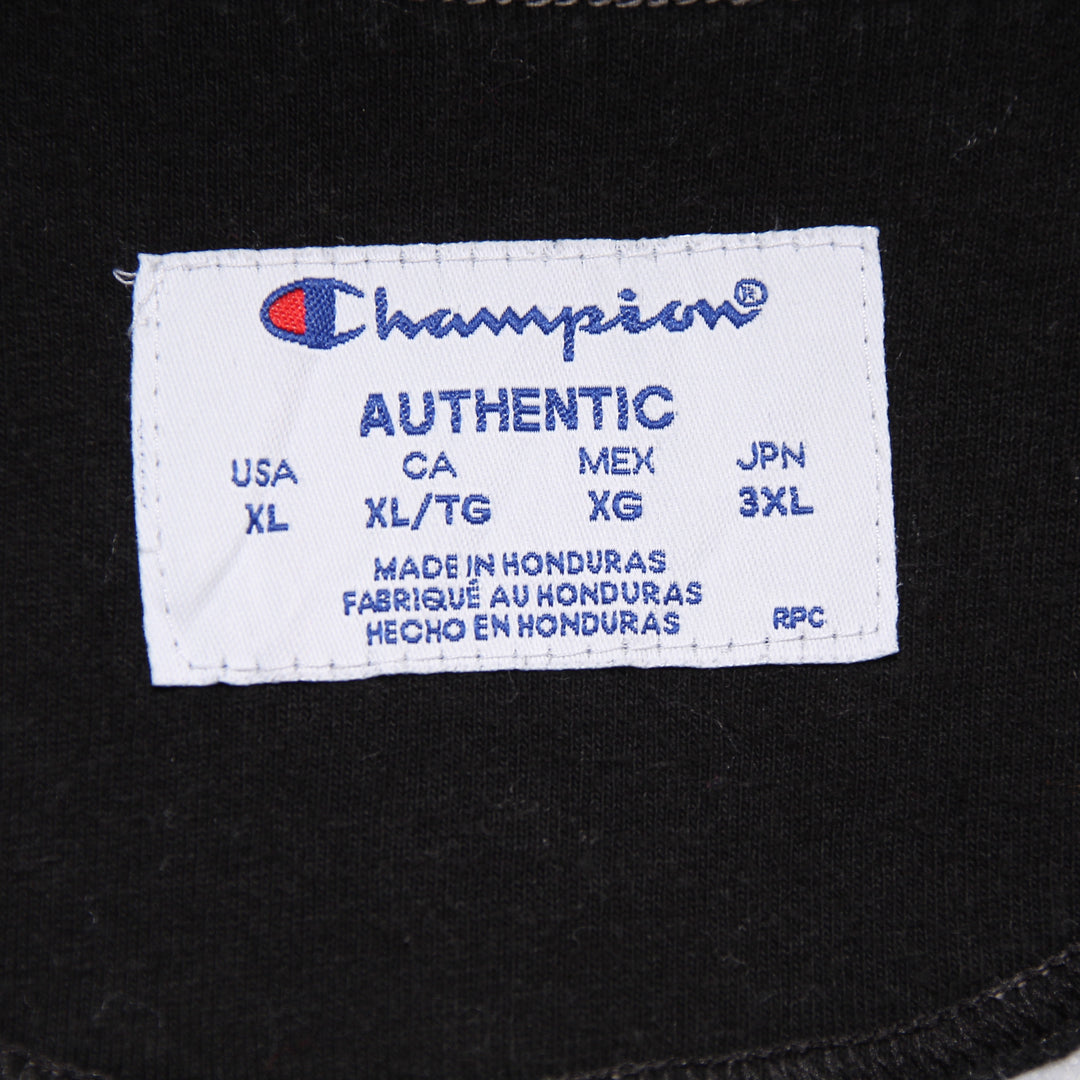 Champion®
AUTHENTIC
USA CA MEX JPN
XL XL/TG XG 3XL
MADE IN HONDURAS
FABRIQUÉ AU HONDURAS
HECHO EN HONDURAS
RPC